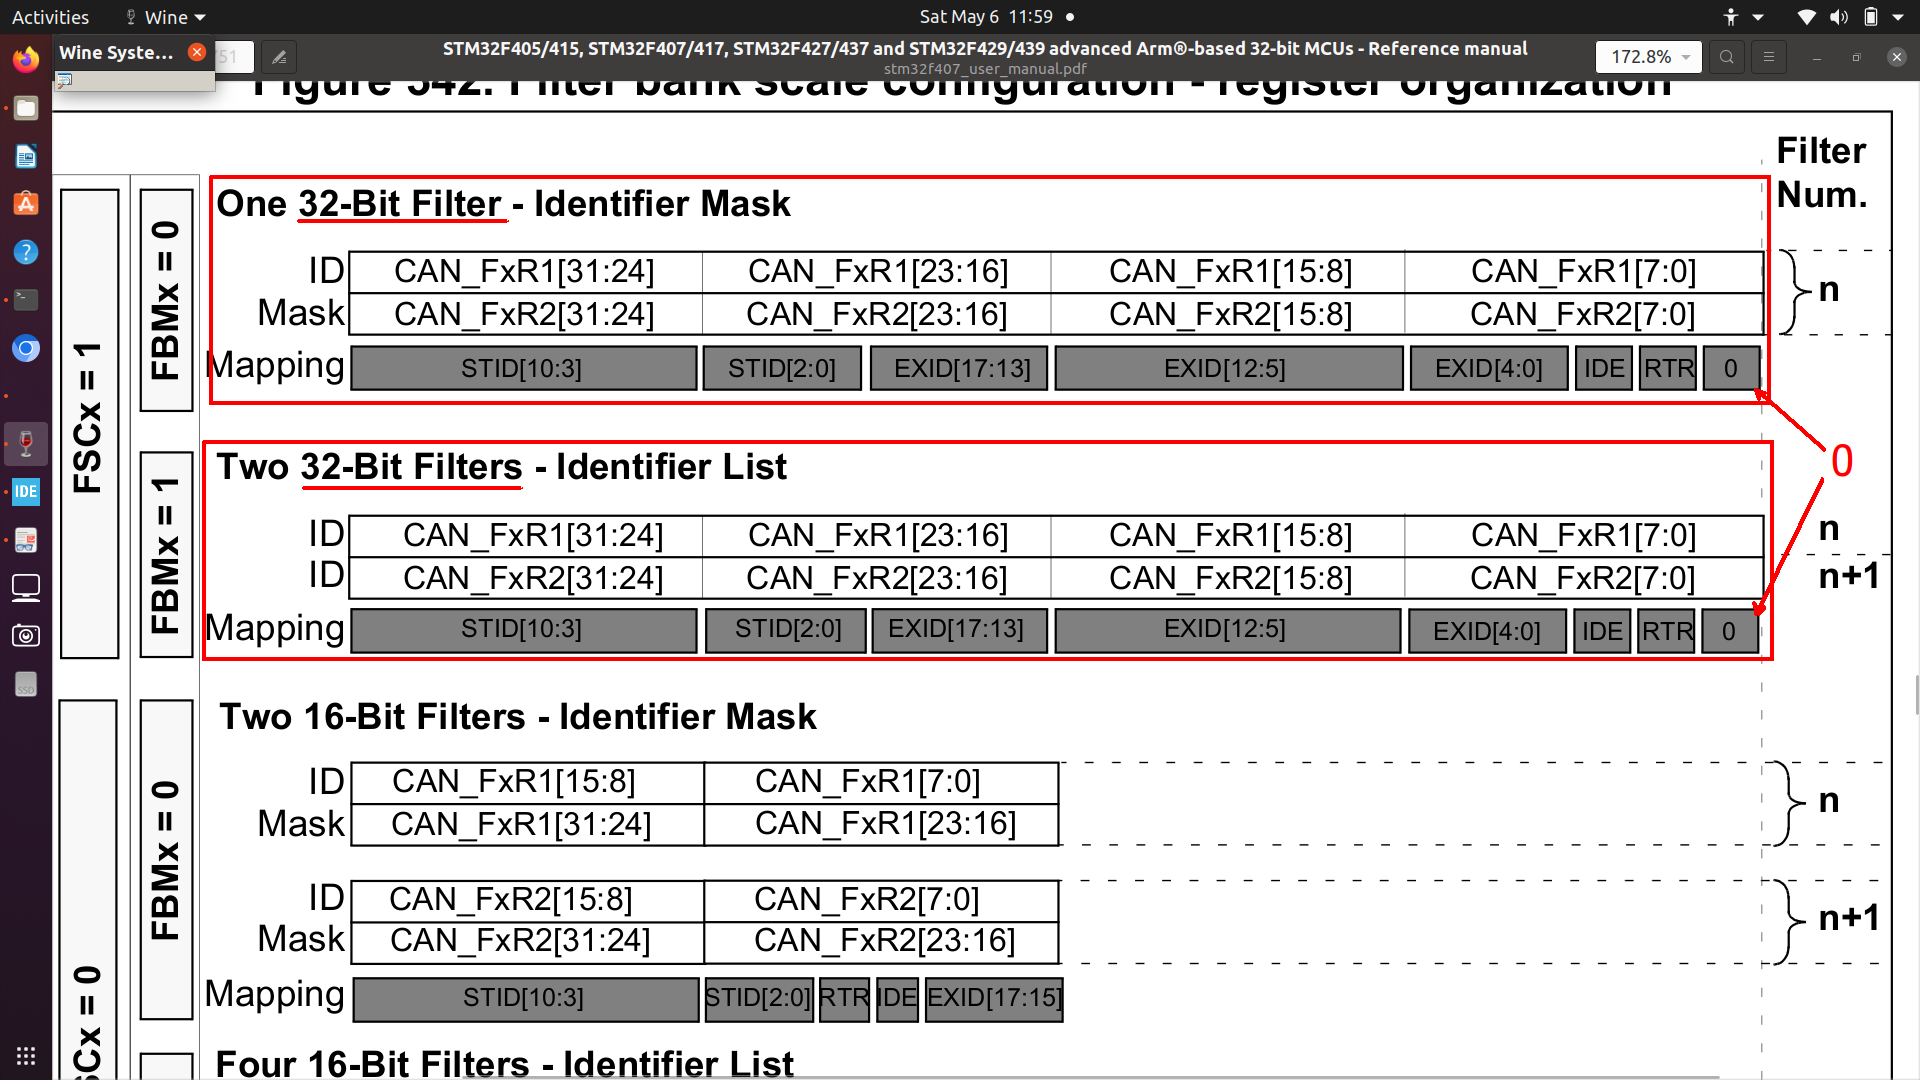 Activities
Wine
Sat May 6 11:59
Wine Syste...
51
STM32F405/415, STM32F407/417, STM32F427/437 and STM32F429/439 advanced Arm®-based 32-bit MCUs - Reference manual
stm32f407_user_manual.pdf
172.8%
Figure 342. Filter bank scale configuration - register organization
Filter
Num.
FSCx = 1
FBMx = 0
One 32-Bit Filter - Identifier Mask
ID CAN_FxR1[31:24] CAN_FxR1[23:16] CAN_FxR1[15:8] CAN_FxR1[7:0]
Mask CAN_FxR2[31:24] CAN_FxR2[23:16] CAN_FxR2[15:8] CAN_FxR2[7:0]
n
Mapping STID[10:3] STID[2:0] EXID[17:13] EXID[12:5] EXID[4:0] IDE RTR 0
0
FBMx = 1
Two 32-Bit Filters - Identifier List
ID CAN_FxR1[31:24] CAN_FxR1[23:16] CAN_FxR1[15:8] CAN_FxR1[7:0] n
ID CAN_FxR2[31:24] CAN_FxR2[23:16] CAN_FxR2[15:8] CAN_FxR2[7:0] n+1
Mapping STID[10:3] STID[2:0] EXID[17:13] EXID[12:5] EXID[4:0] IDE RTR 0
IDE
SSD
SCx = 0
FBMx = 0
Two 16-Bit Filters - Identifier Mask
ID CAN_FxR1[15:8] CAN_FxR1[7:0]
Mask CAN_FxR1[31:24] CAN_FxR1[23:16]
n
ID CAN_FxR2[15:8] CAN_FxR2[7:0]
Mask CAN_FxR2[31:24] CAN_FxR2[23:16]
n+1
Mapping STID[10:3] STID[2:0] RTR IDE EXID[17:15]
Four 16-Bit Filters - Identifier List